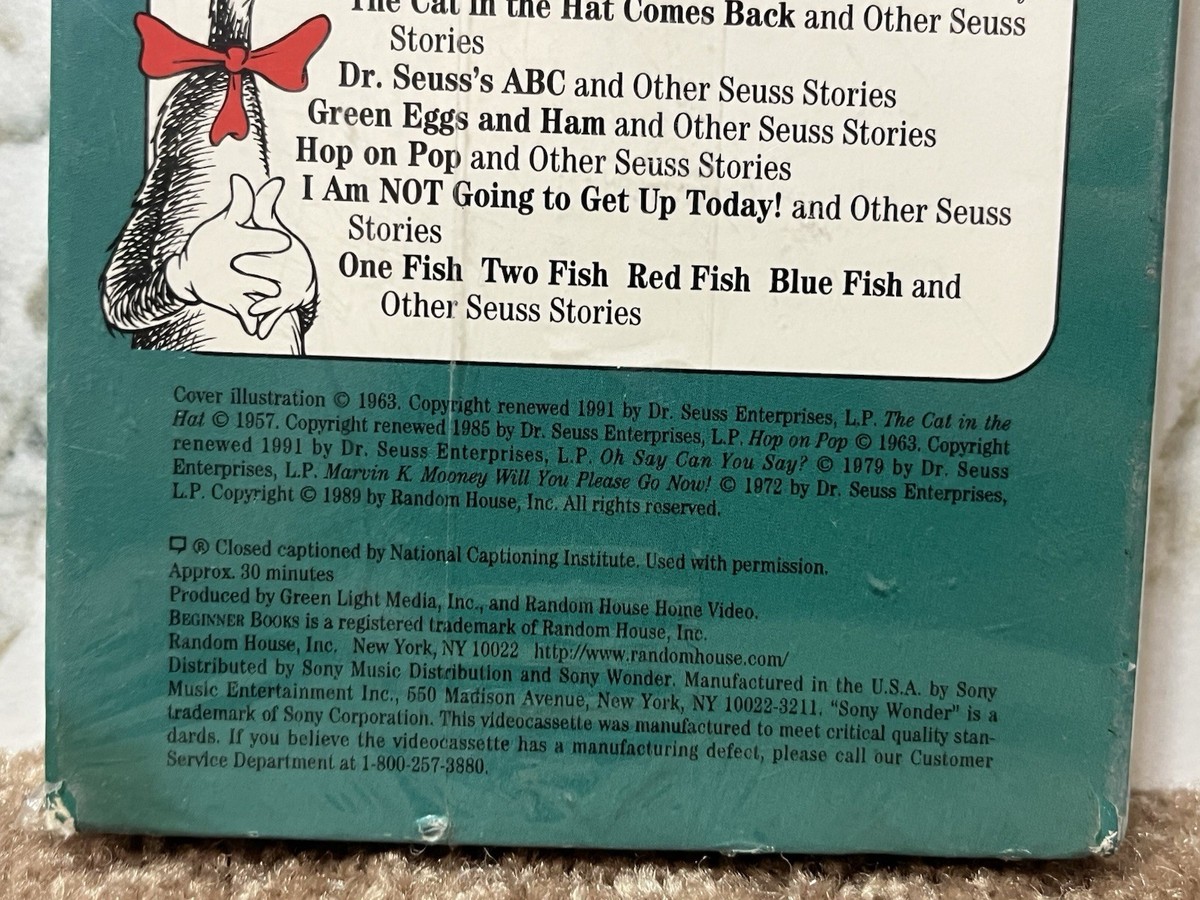 The Cat in the Hat Comes Back and Other Seuss
Stories
Dr. Seuss's ABC and Other Seuss Stories
Green Eggs and Ham and Other Seuss Stories
Hop on Pop and Other Seuss Stories
I Am NOT Going to Get Up Today! and Other Seuss
Stories
One Fish Two Fish Red Fish Blue Fish and
Other Seuss Stories
Cover illustration © 1963. Copyright renewed 1991 by Dr. Seuss Enterprises, L.P. The Cat in the
Hat © 1957. Copyright renewed 1985 by Dr. Seuss Enterprises, L.P. Hop on Pop © 1963. Copyright
renewed 1991 by Dr. Seuss Enterprises, L.P. Oh Say Can You Say? © 1979 by Dr. Seuss
Enterprises, L.P. Marvin K. Mooney Will You Please Go Now! © 1972 by Dr. Seuss Enterprises,
L.P. Copyright © 1989 by Random House, Inc. All rights reserved.
® Closed captioned by National Captioning Institute. Used with permission.
Approx. 30 minutes
Produced by Green Light Media, Inc., and Random House Home Video.
BEGINNER BOOKS is a registered trademark of Random House, Inc.
Random House, Inc. New York, NY 10022 http://www.randomhouse.com/
Distributed by Sony Music Distribution and Sony Wonder. Manufactured in the U.S.A. by Sony
Music Entertainment Inc., 550 Madison Avenue, New York, NY 10022-3211. "Sony Wonder" is a
trademark of Sony Corporation. This videocassette was manufactured to meet critical quality stan-
dards. If you believe the videocassette has a manufacturing defect, please call our Customer
Service Department at 1-800-257-3880.